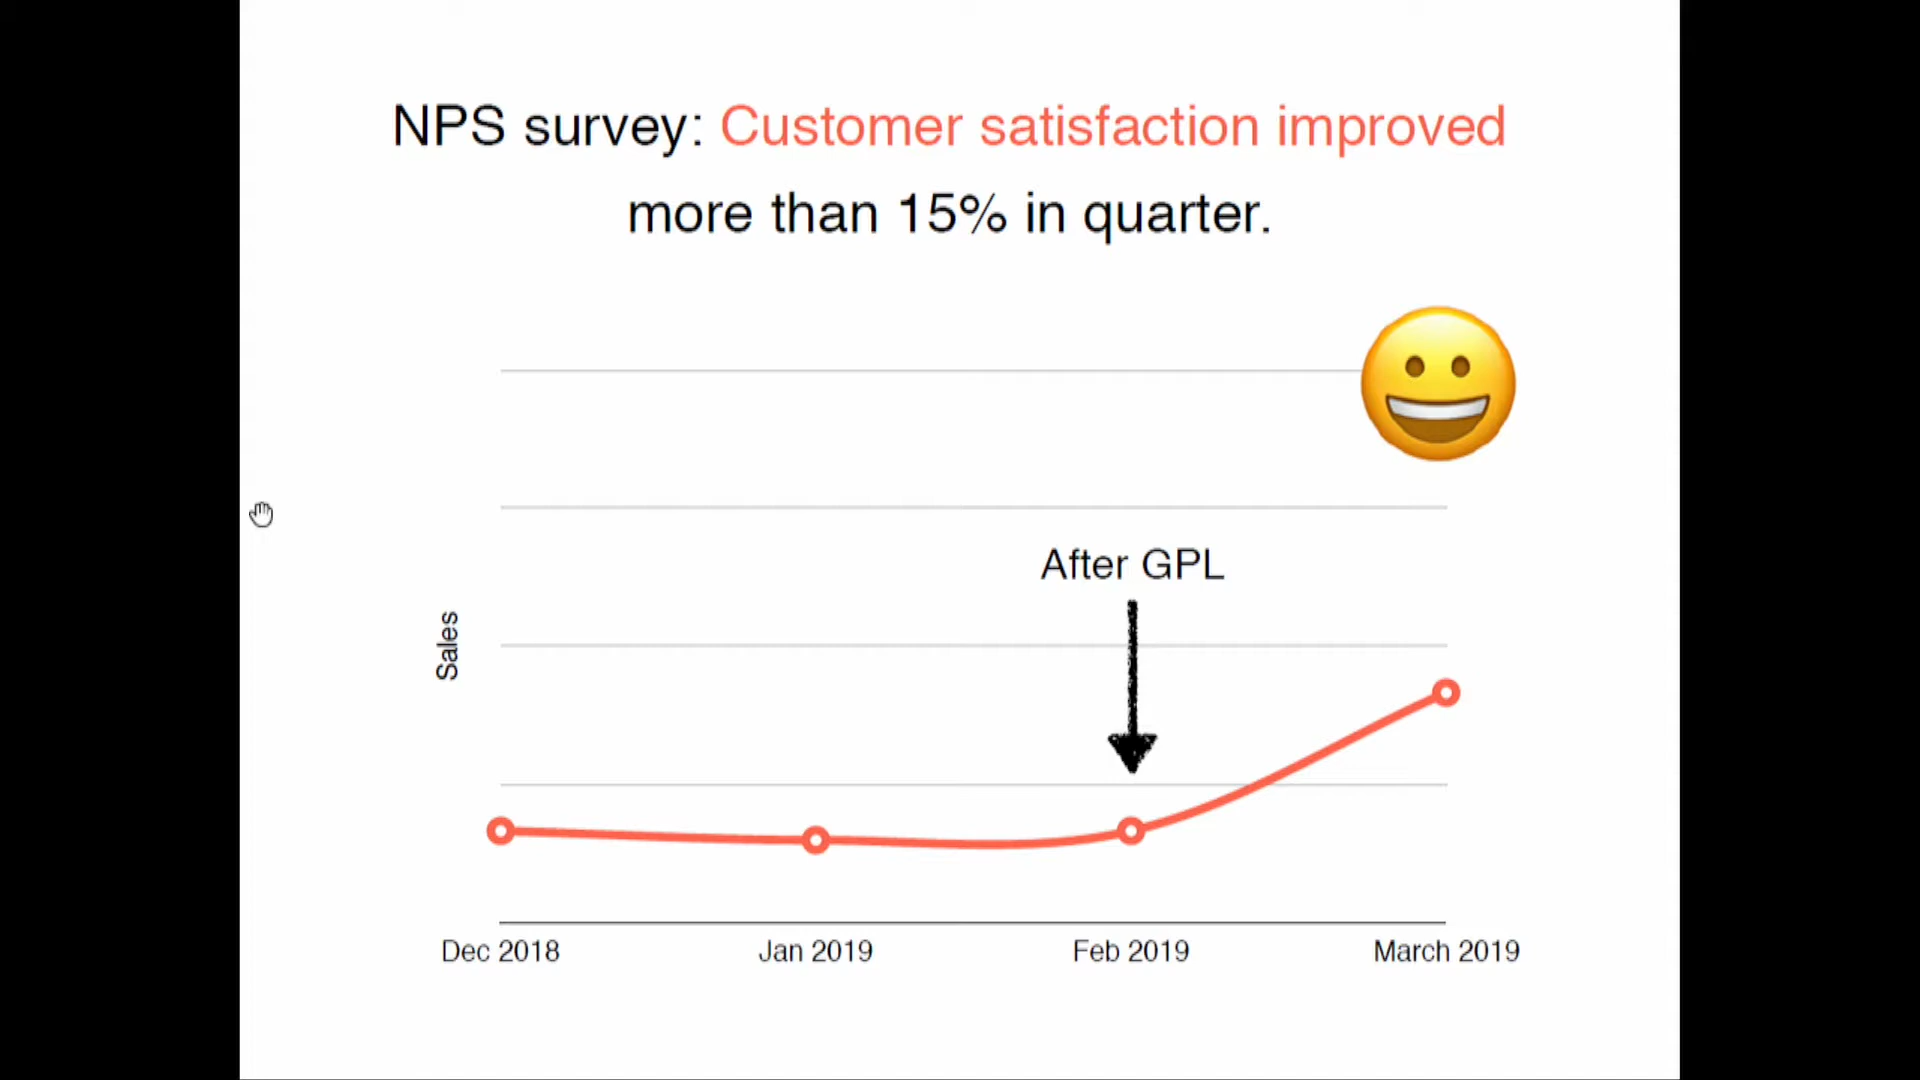 NPS survey: Customer satisfaction improved
more than 15% in quarter.
After GPL
Sales
Dec 2018
Jan 2019
Feb 2019
March 2019